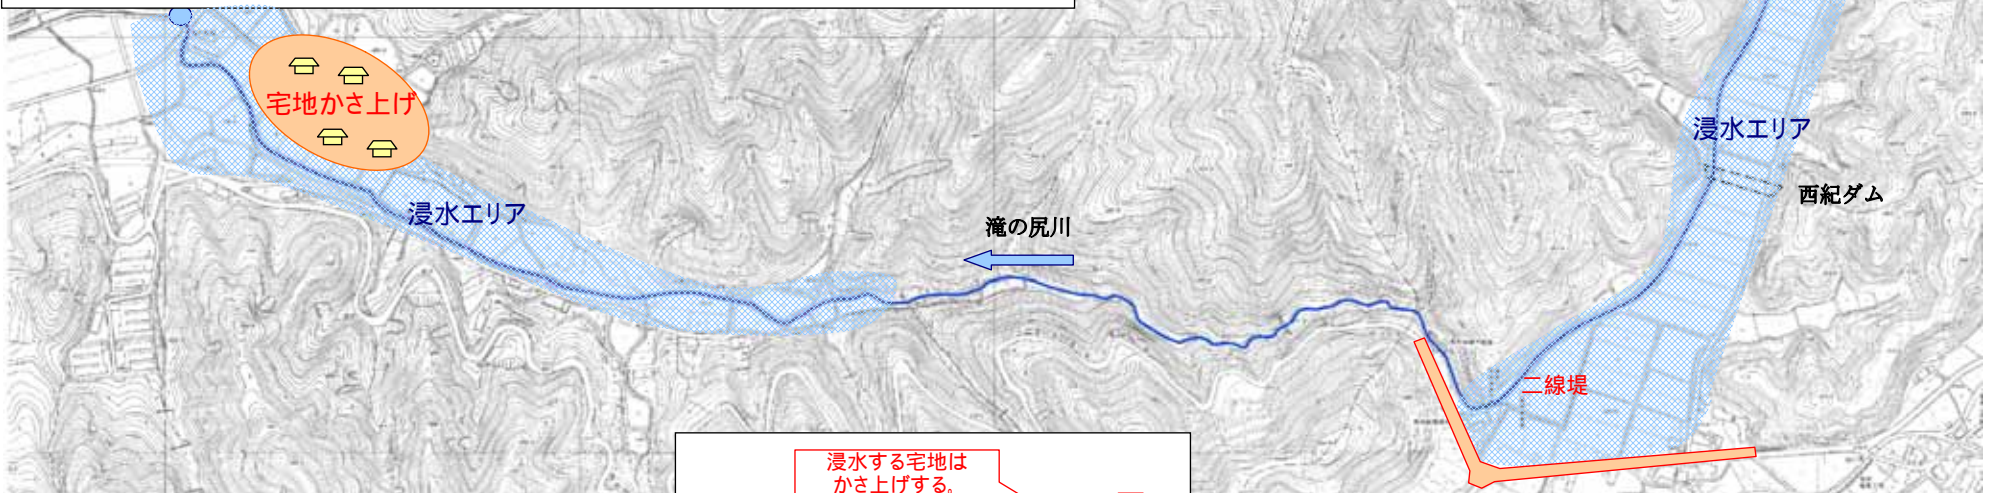 宅地かさ上げ
浸水エリア
浸水エリア
西紀ダム
滝の尻川
二線堤
浸水する宅地は
かさ上げする。